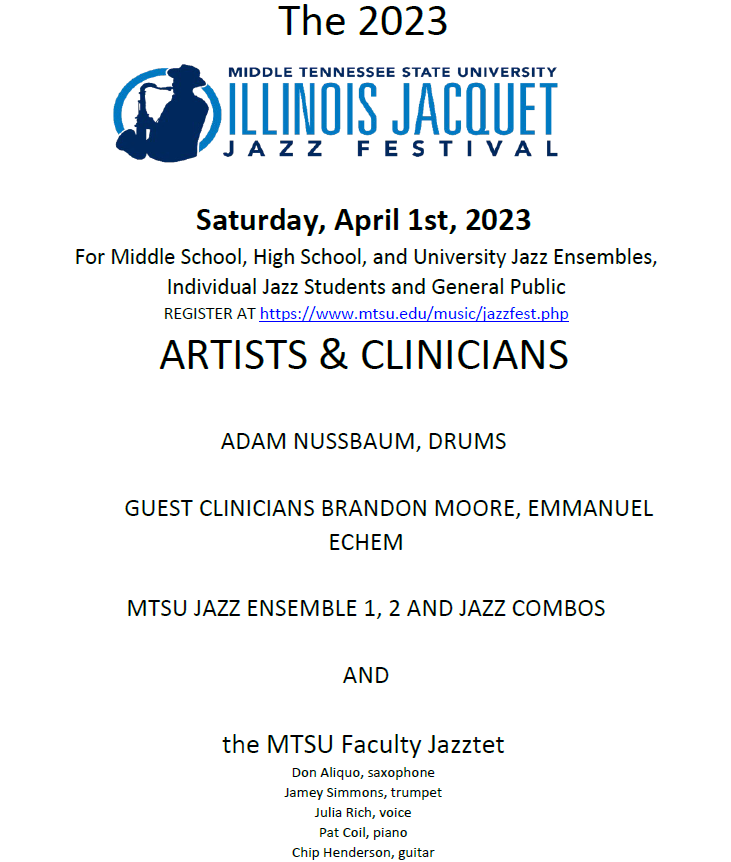 The 2023
MIDDLE TENNESSEE STATE UNIVERSITY
ILLINOIS JACQUET
JAZZ FESTIVAL
Saturday, April 1st, 2023
For Middle School, High School, and University Jazz Ensembles,
Individual Jazz Students and General Public
REGISTER AT https://www.mtsu.edu/music/jazzfest.php
ARTISTS & CLINICIANS
ADAM NUSSBAUM, DRUMS
GUEST CLINICIANS BRANDON MOORE, EMMANUEL
ECHEM
MTSU JAZZ ENSEMBLE 1, 2 AND JAZZ COMBOS
AND
the MTSU Faculty Jazztet
Don Aliquo, saxophone
Jamey Simmons, trumpet
Julia Rich, voice
Pat Coil, piano
Chip Henderson, guitar